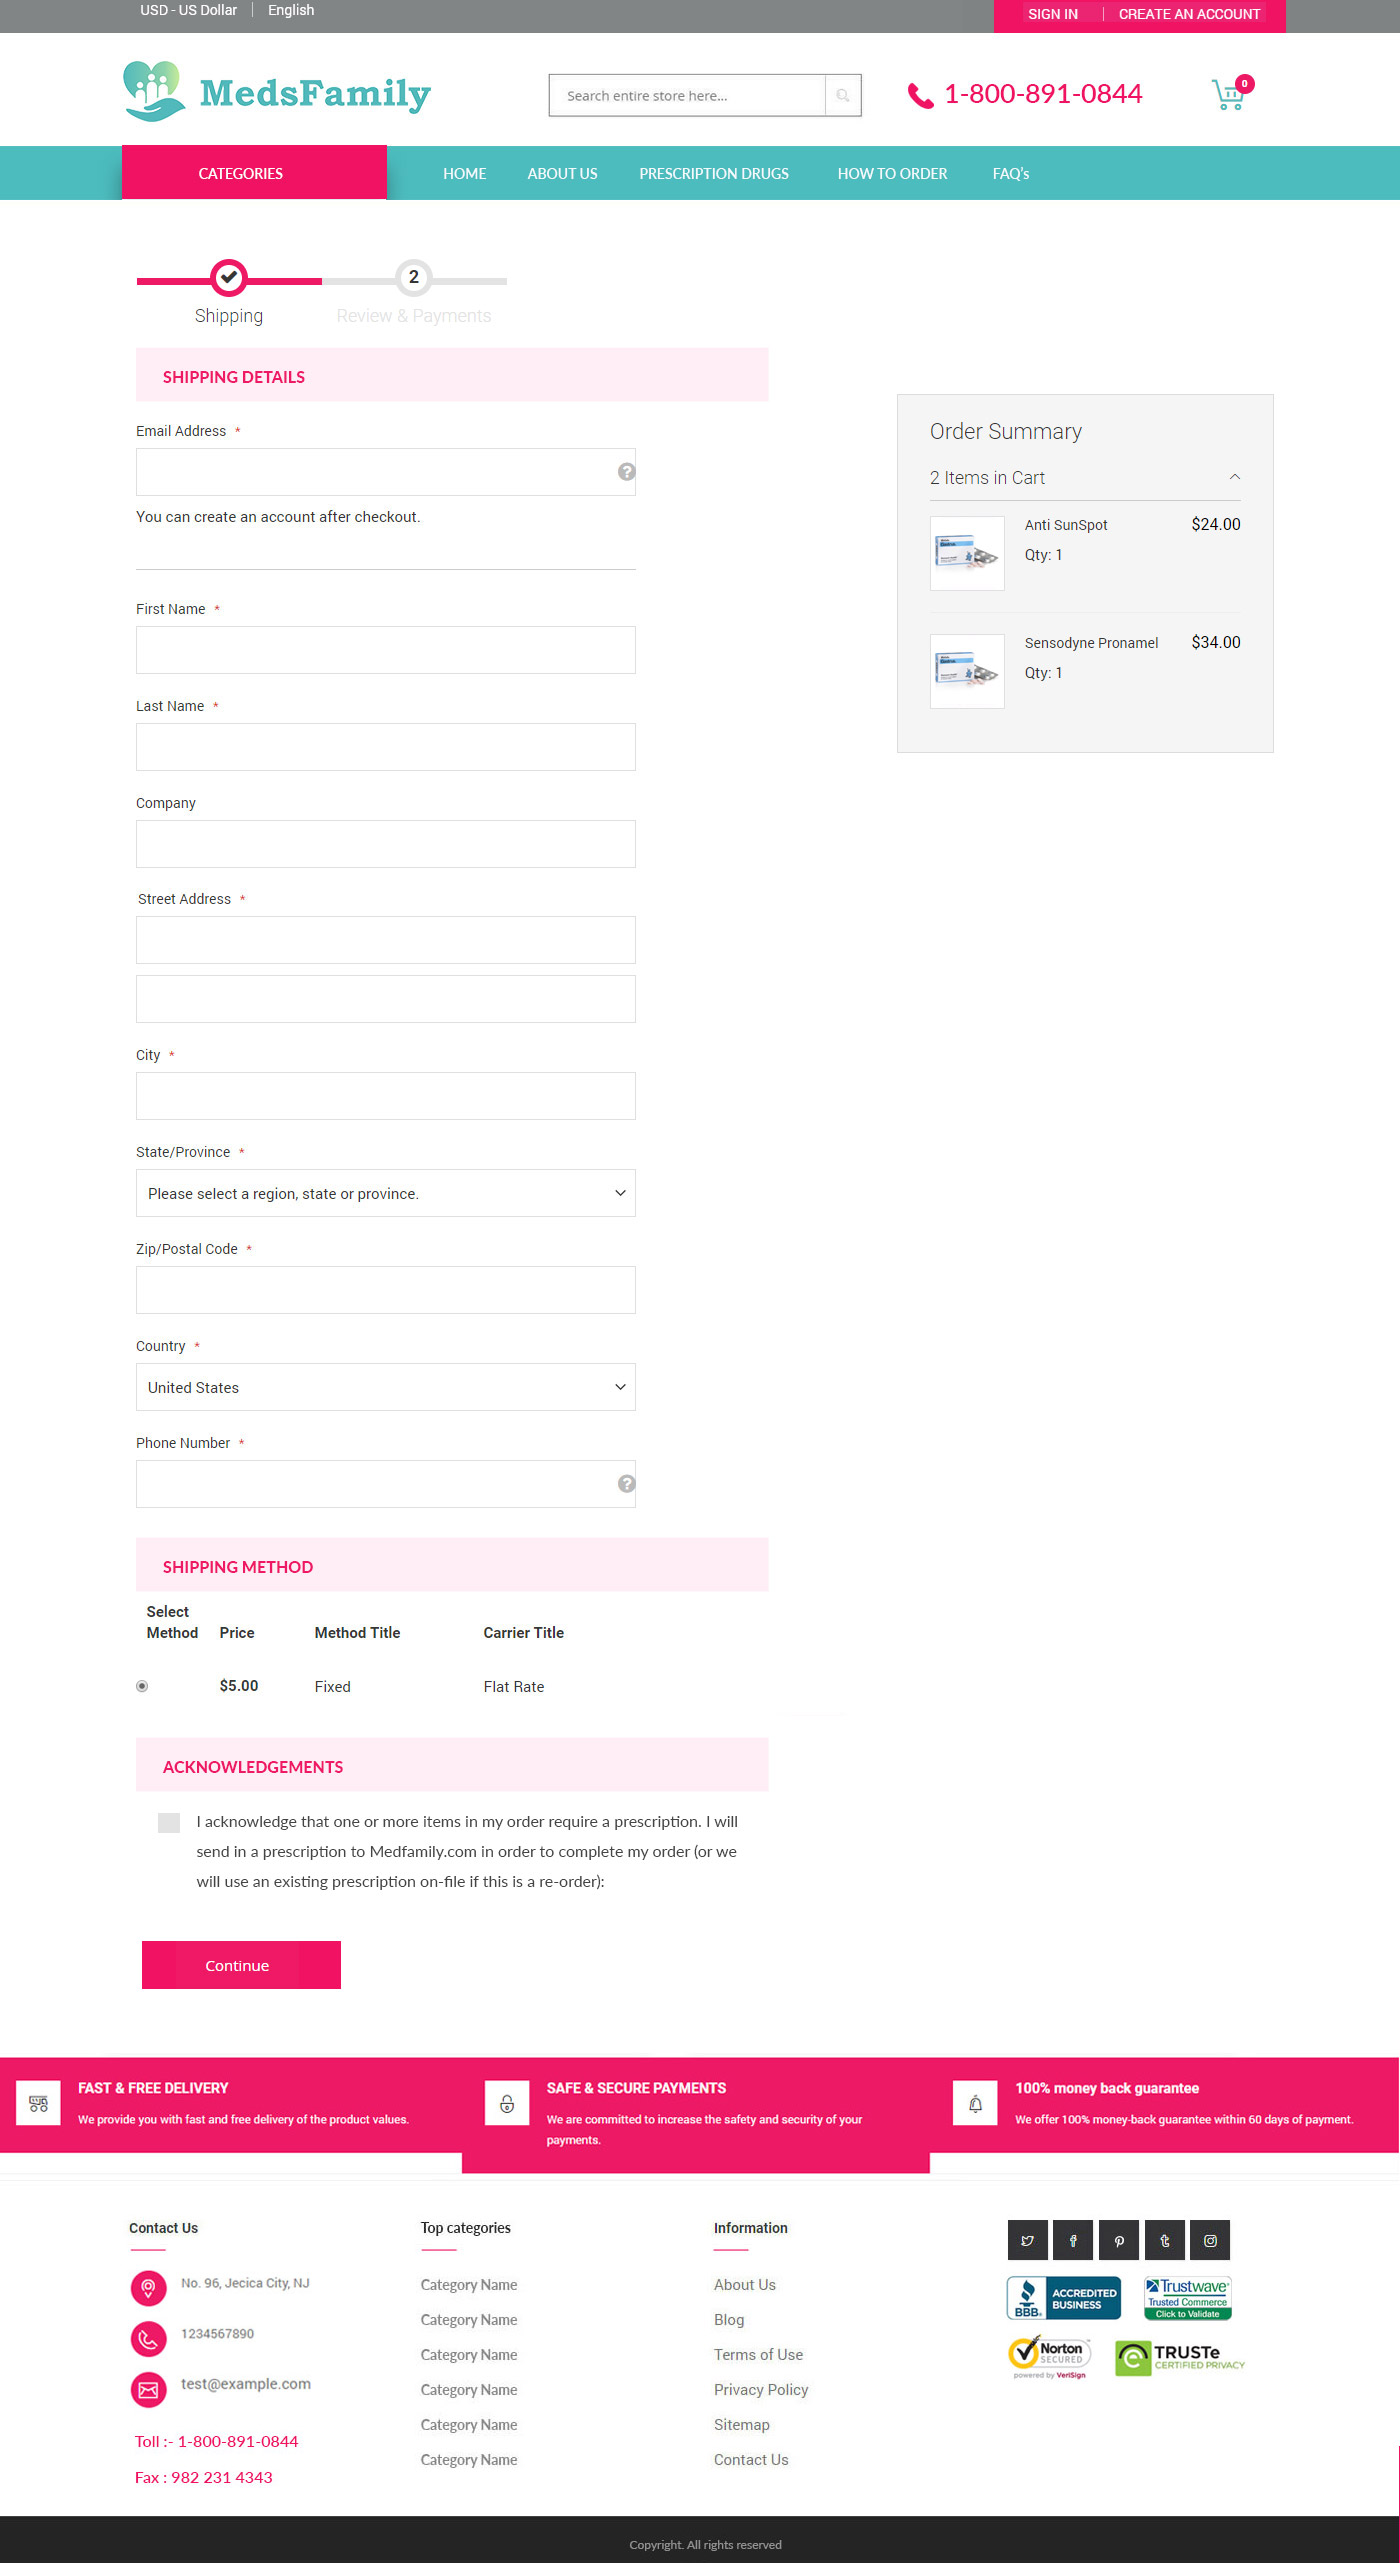 USD - US Dollar
English
SIGN IN
CREATE AN ACCOUNT
MedsFamily
Search entire store here...
1-800-891-0844
0
CATEGORIES
HOME
ABOUT US
PRESCRIPTION DRUGS
HOW TO ORDER
FAQ's
2
Shipping
Review & Payments
SHIPPING DETAILS
Email Address *
?
You can create an account after checkout.
First Name *
Last Name *
Company
Street Address *
City *
State/Province *
Please select a region, state or province.
Zip/Postal Code *
Country *
United States
Phone Number *
?
Order Summary
2 Items in Cart
Anti SunSpot
$24.00
Qty: 1
Sensodyne Pronamel
$34.00
Qty: 1
SHIPPING METHOD
Select
Method Price Method Title Carrier Title
$5.00 Fixed Flat Rate
ACKNOWLEDGEMENTS
I acknowledge that one or more items in my order require a prescription. I will
send in a prescription to Medfamily.com in order to complete my order (or we
will use an existing prescription on-file if this is a re-order):
Continue
FAST & FREE DELIVERY
We provide you with fast and free delivery of the product values.
SAFE & SECURE PAYMENTS
We are committed to increase the safety and security of your
payments.
100% money back guarantee
We offer 100% money-back guarantee within 60 days of payment.
Contact Us
No. 96, Jecica City, NJ
1234567890
test@example.com
Toll :- 1-800-891-0844
Fax : 982 231 4343
Top categories
Category Name
Category Name
Category Name
Category Name
Category Name
Category Name
Information
About Us
Blog
Terms of Use
Privacy Policy
Sitemap
Contact Us
BBB.
ACCREDITED
BUSINESS
Trustwave
Trusted Commerce
Click to Validate
Norton
SECURED
powered by VeriSign
TRUSTe
CERTIFIED PRIVACY
Copyright. All rights reserved